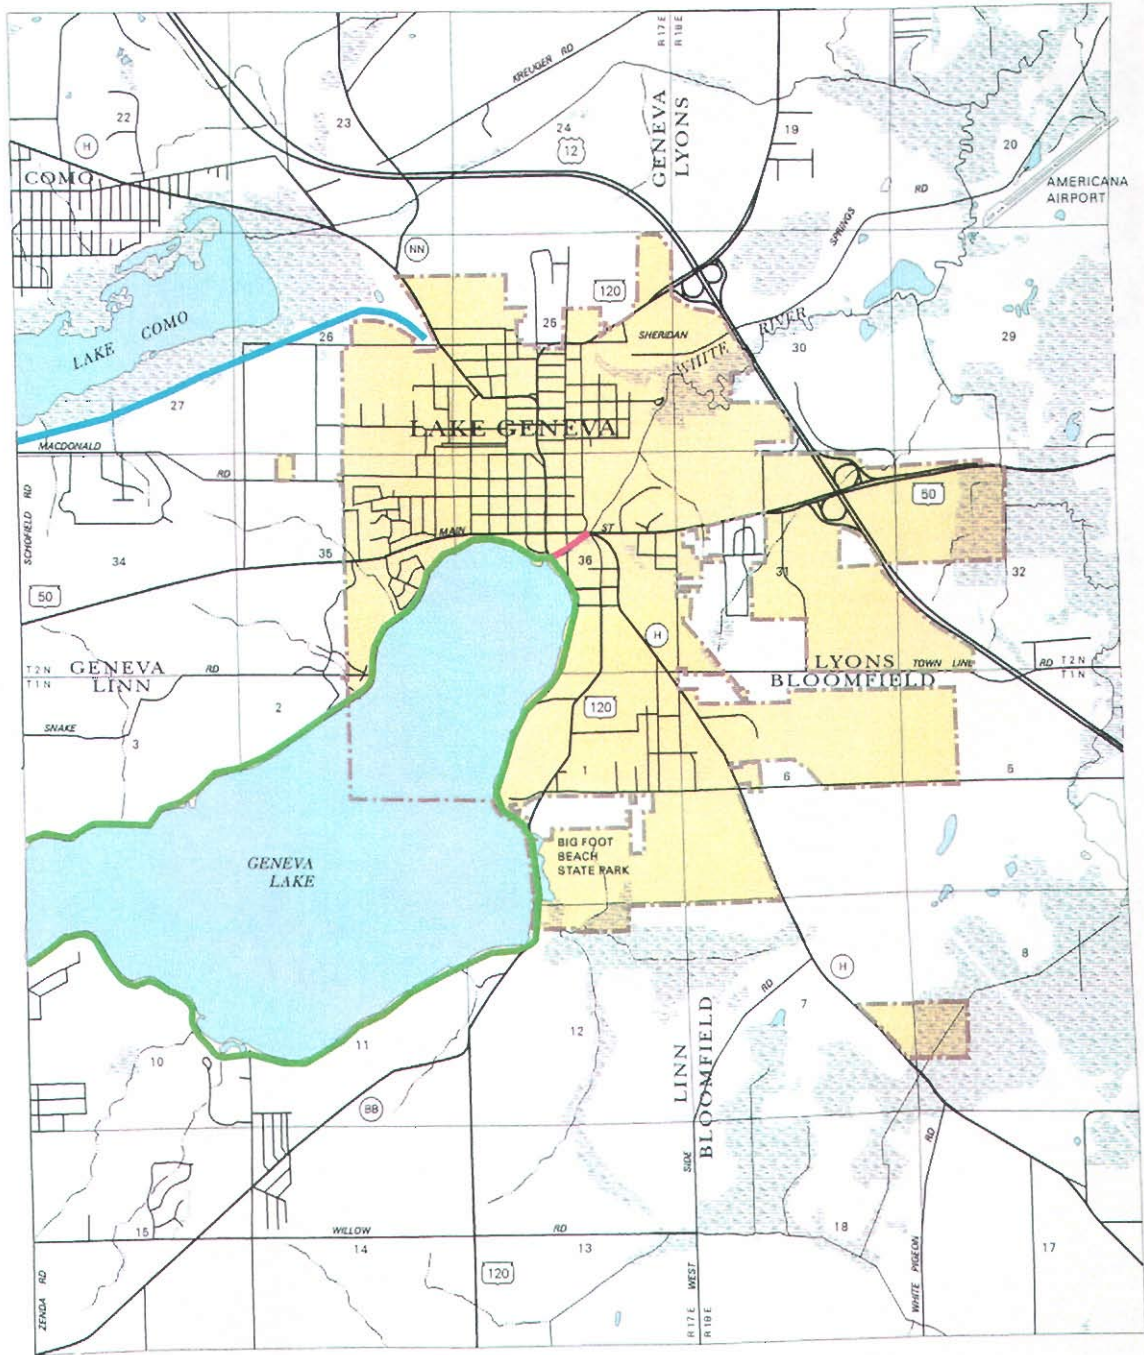 KREUGER RD
GENEVA
LYONS
R 17 E
R 18 E
22
23
24
12
19
20
H
COMO
AMERICANA
AIRPORT
RD
SPRINGS
NN
120
25
SHERIDAN
WHITE RIVER
30
29
LAKE COMO
26
27
LAKE GENEVA
MACDONALD
RD
SCHOFIELD RD
50
MAIN ST
34
35
36
31
32
50
H
T2N
T1N
GENEVA
LINN
RD
LYONS
BLOOMFIELD
TOWN LINE
RD
T2N
T1N
SNAKE
2
3
120
1
6
5
BIG FOOT
BEACH
STATE PARK
GENEVA
LAKE
H
8
RD
7
12
11
10
LINN
BLOOMFIELD
BB
SIDE
RD
WILLOW
RD
15
14
13
18
17
120
ZENDA RD
WEST
WHITE PIGEON
R 17 E
R 18 E